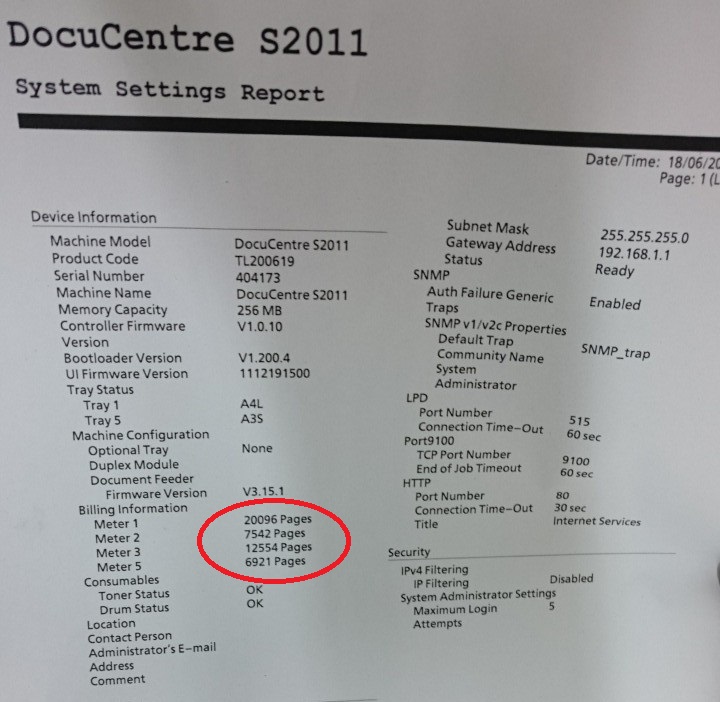 DocuCentre S2011
System Settings Report
Date/Time: 18/06/20
Page: 1 (L
Device Information
Machine Model DocuCentre S2011
Product Code TL200619
Serial Number 404173
Machine Name DocuCentre S2011
Memory Capacity 256 MB
Controller Firmware V1.0.10
Version
Bootloader Version V1.200.4
UI Firmware Version 1112191500
Tray Status
Tray 1 A4L
Tray 5 A3S
Machine Configuration
Optional Tray None
Duplex Module
Document Feeder
Firmware Version V3.15.1
Billing Information
Meter 1 20096 Pages
Meter 2 7542 Pages
Meter 3 12554 Pages
Meter 5 6921 Pages
Consumables
Toner Status OK
Drum Status OK
Location
Contact Person
Administrator's E-mail
Address
Comment
Subnet Mask 255.255.255.0
Gateway Address 192.168.1.1
Status Ready
SNMP
Auth Failure Generic Enabled
Traps
SNMP v1/v2c Properties
Default Trap SNMP_trap
Community Name
System
Administrator
LPD
Port Number 515
Connection Time-Out 60 sec
Port9100
TCP Port Number 9100
End of Job Timeout 60 sec
HTTP
Port Number 80
Connection Time-Out 30 sec
Title Internet Services
Security
IPv4 Filtering
IP Filtering Disabled
System Administrator Settings
Maximum Login 5
Attempts